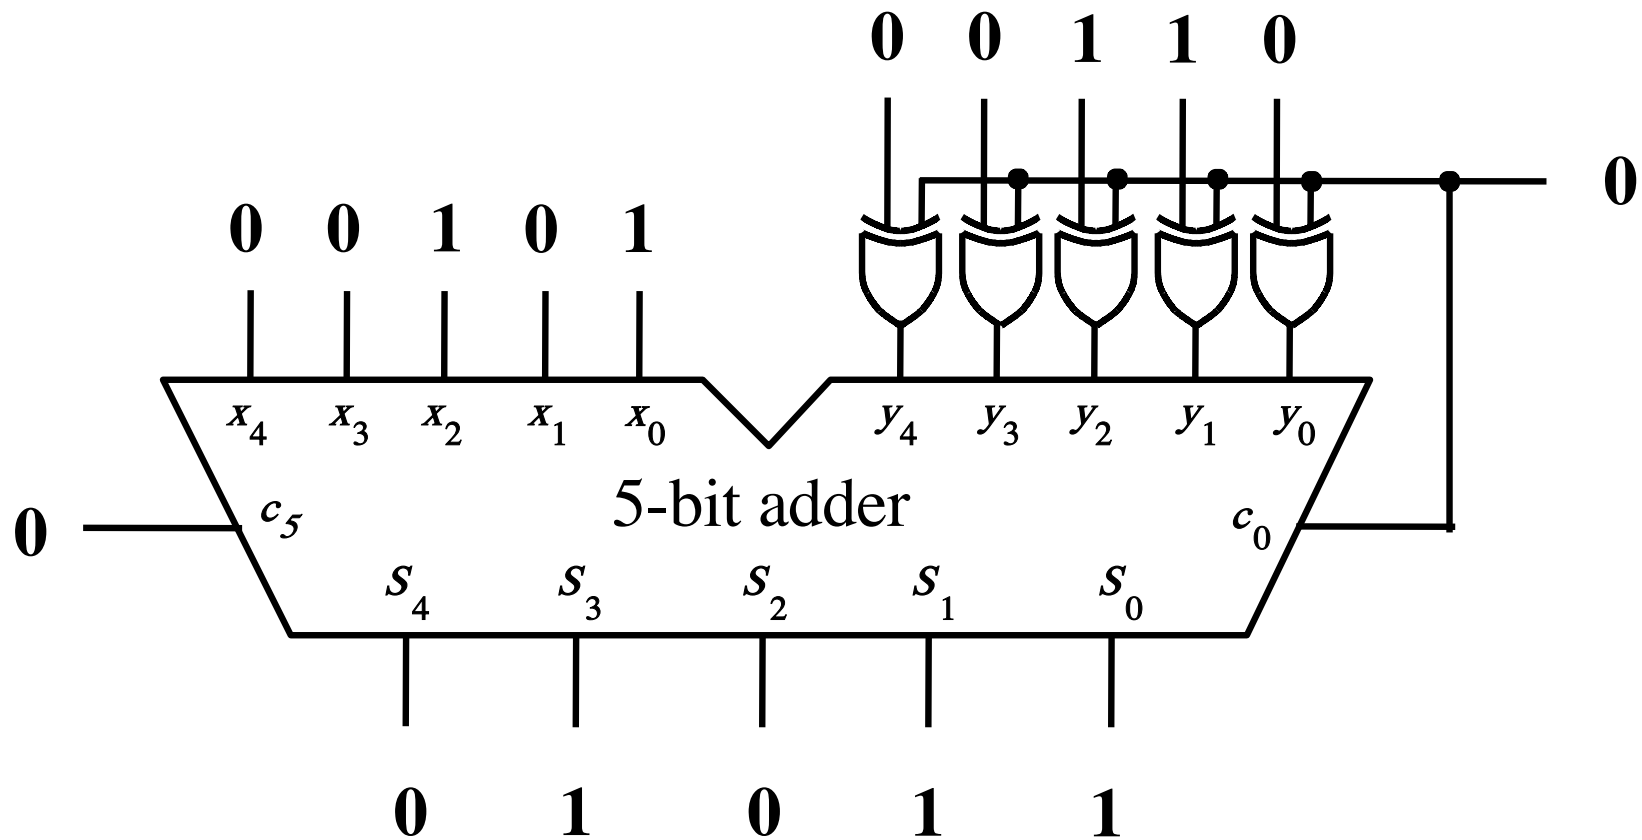 0 0 1 1 0
0
0 0 1 0 1
x4 x3 x2 x1 x0 y4 y3 y2 y1 y0
5-bit adder
0 c5 c0
S4 S3 S2 S1 S0
0 1 0 1 1